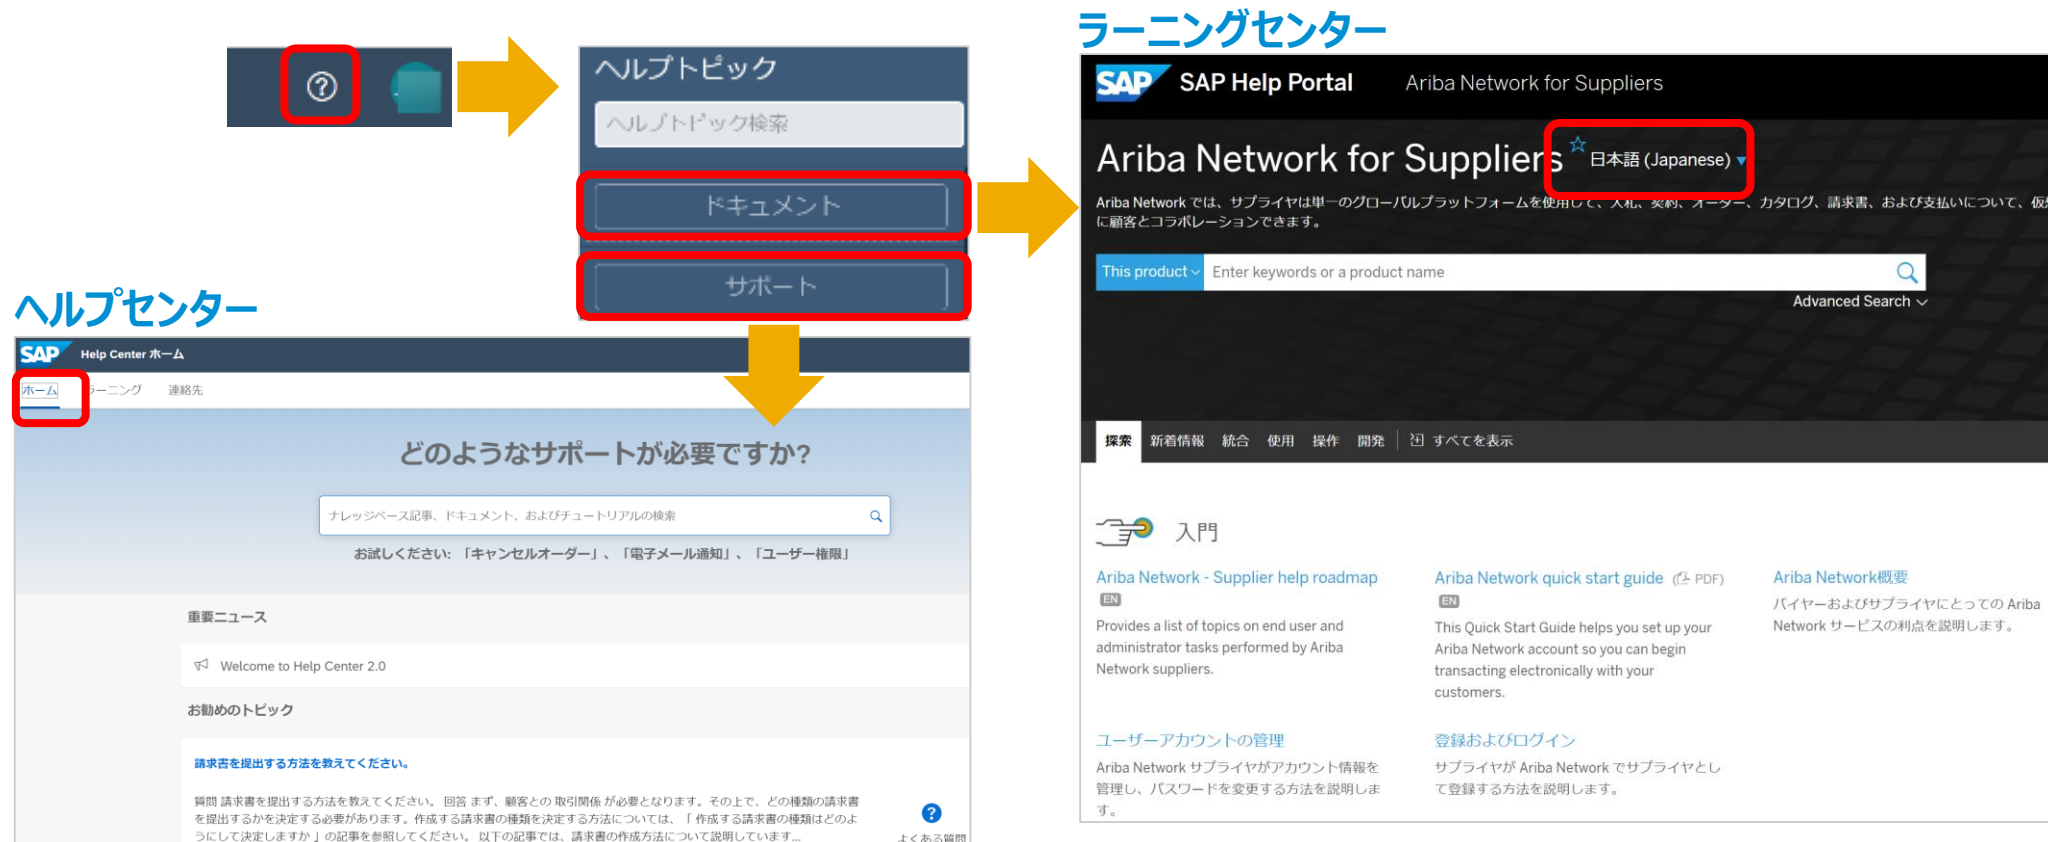 ラーニングセンター
ヘルプトピック
ヘルプトピック検索
ドキュメント
サポート
SAP SAP Help Portal Ariba Network for Suppliers
Ariba Network for Suppliers 日本語 (Japanese)
Ariba Network では、サプライヤは単一のグローバルプラットフォームを使用して、入札、契約、オーダー、カタログ、請求書、および支払いについて、仮想
に顧客とコラボレーションできます。
This product Enter keywords or a product name
Advanced Search
探索 新着情報 統合 使用 操作 開発 すべてを表示
入門
Ariba Network - Supplier help roadmap
EN
Provides a list of topics on end user and
administrator tasks performed by Ariba
Network suppliers.
Ariba Network quick start guide ( PDF)
EN
This Quick Start Guide helps you set up your
Ariba Network account so you can begin
transacting electronically with your
customers.
Ariba Network概要
バイヤーおよびサプライヤにとっての Ariba
Network サービスの利点を説明します。
ユーザーアカウントの管理
Ariba Network サプライヤがアカウント情報を
管理し、パスワードを変更する方法を説明しま
す。
登録およびログイン
サプライヤが Ariba Network でサプライヤとし
て登録する方法を説明します。
ヘルプセンター
SAP Help Center ホーム
ホーム ラーニング 連絡先
どのようなサポートが必要ですか?
ナレッジベース記事、ドキュメント、およびチュートリアルの検索
お試しください: 「キャンセルオーダー」、「電子メール通知」、「ユーザー権限」
重要ニュース
Welcome to Help Center 2.0
お勧めのトピック
請求書を提出する方法を教えてください。
質問 請求書を提出する方法を教えてください。 回答 まず、顧客との 取引関係 が必要となります。その上で、どの種類の請求書
を提出するかを決定する必要があります。作成する請求書の種類を決定する方法については、「 作成する請求書の種類はどのよ
うにして決定しますか 」の記事を参照してください。 以下の記事では、請求書の作成方法について説明しています...
よくある質問